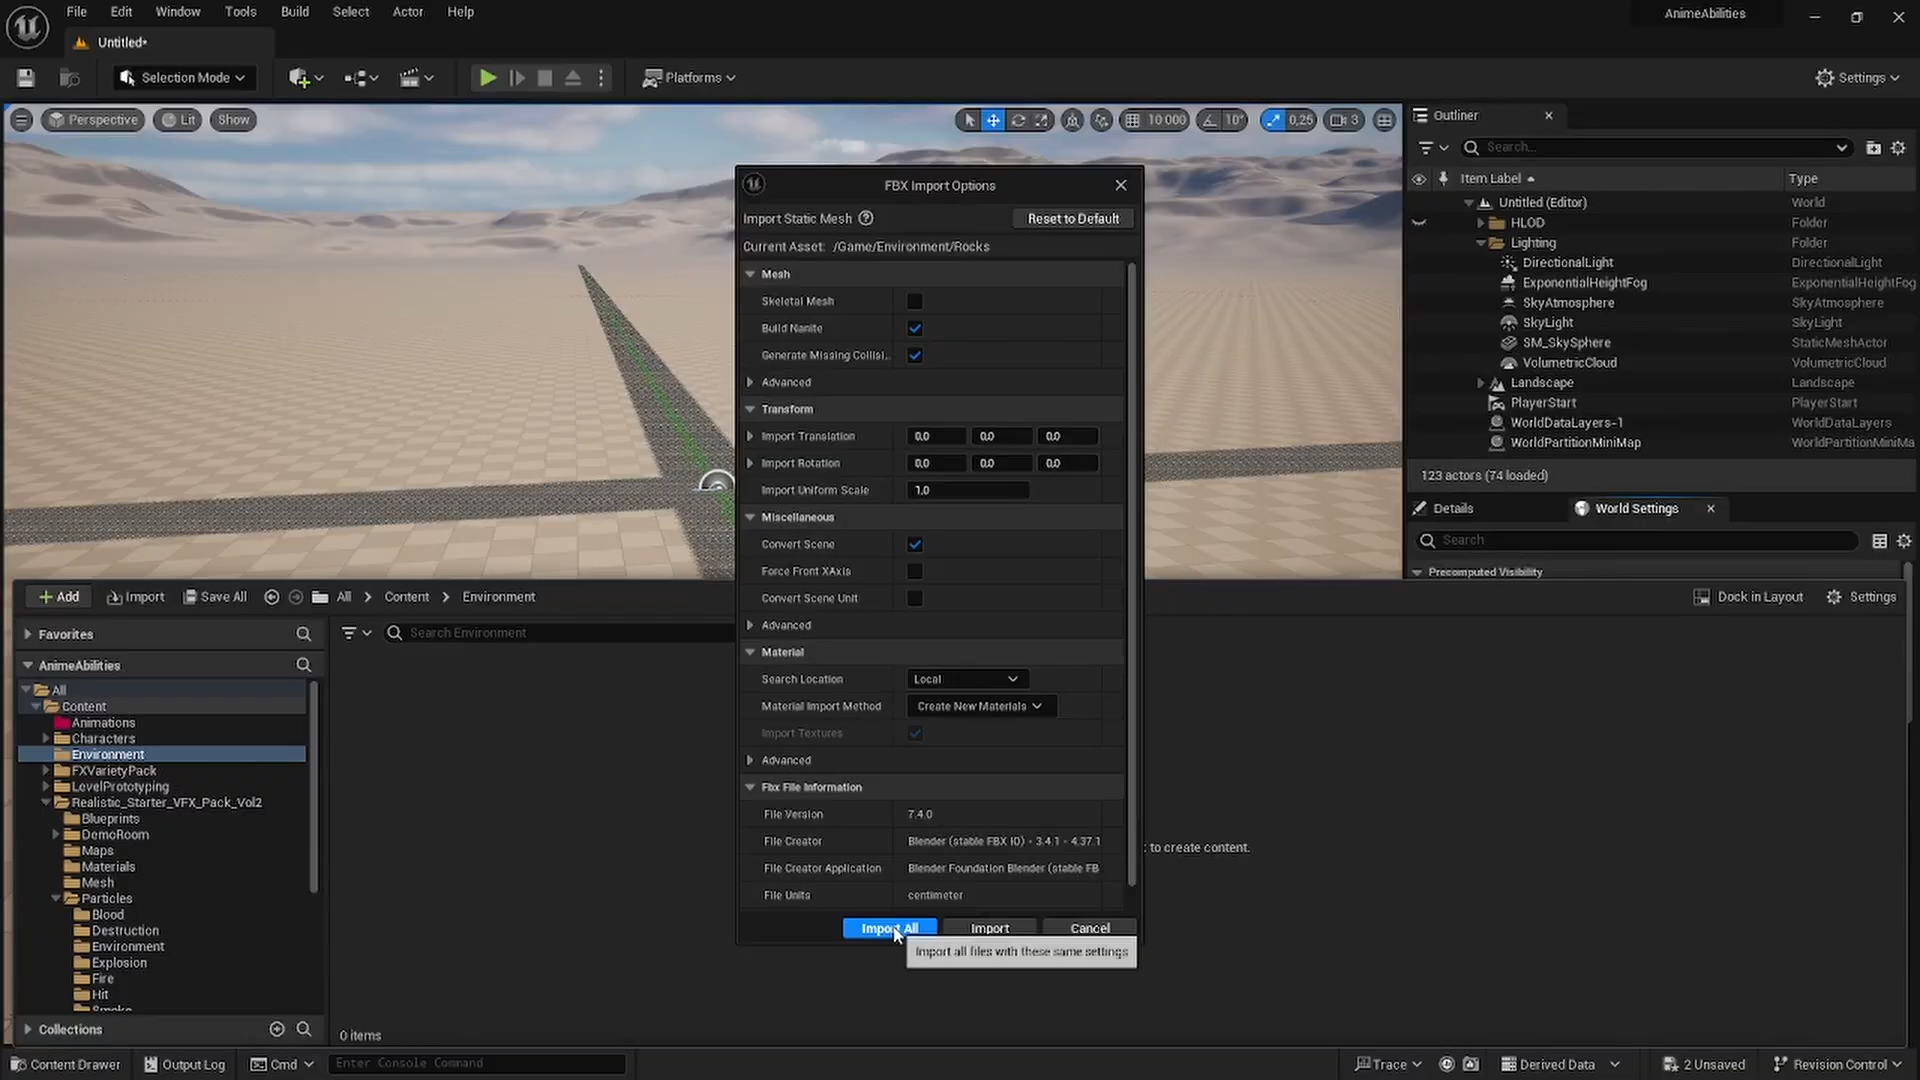 File Edit Window Tools Build Select Actor Help
AnimeAbilities
Untitled*
Selection Mode
Platforms
Settings
Perspective Lit Show
10 000 10° 0,25 3
Outliner
Search...
Item Label Type
Untitled (Editor) World
HLOD Folder
Lighting Folder
DirectionalLight DirectionalLight
ExponentialHeightFog ExponentialHeightFog
SkyAtmosphere SkyAtmosphere
SkyLight SkyLight
SM_SkySphere StaticMeshActor
VolumetricCloud VolumetricCloud
Landscape Landscape
PlayerStart PlayerStart
WorldDataLayers-1 WorldDataLayers
WorldPartitionMiniMap WorldPartitionMiniMa
123 actors (74 loaded)
Details World Settings
Search
Precomputed Visibility
FBX Import Options
Import Static Mesh Reset to Default
Current Asset: /Game/Environment/Rocks
Mesh
Skeletal Mesh
Build Nanite
Generate Missing Collisi..
Advanced
Transform
Import Translation 0.0 0.0 0.0
Import Rotation 0.0 0.0 0.0
Import Uniform Scale 1.0
Miscellaneous
Convert Scene
Force Front XAxis
Convert Scene Unit
Advanced
Material
Search Location Local
Material Import Method Create New Materials
Import Textures
Advanced
Fbx File Information
File Version 7.4.0
File Creator Blender (stable FBX IO) - 3.4.1 - 4.37.1
File Creator Application Blender Foundation Blender (stable FB
File Units centimeter
Import All Import Cancel
Import all files with these same settings
Add Import Save All All Content Environment
Dock in Layout Settings
Favorites
Search Environment
AnimeAbilities
All
Content
Animations
Characters
Environment
FXVarietyPack
LevelPrototyping
Realistic_Starter_VFX_Pack_Vol2
Blueprints
DemoRoom
Maps
Materials
Mesh
Particles
Blood
Destruction
Environment
Explosion
Fire
Hit
Smoke
to create content.
Collections
0 items
Content Drawer Output Log Cmd Enter Console Command
Trace Derived Data 2 Unsaved Revision Control